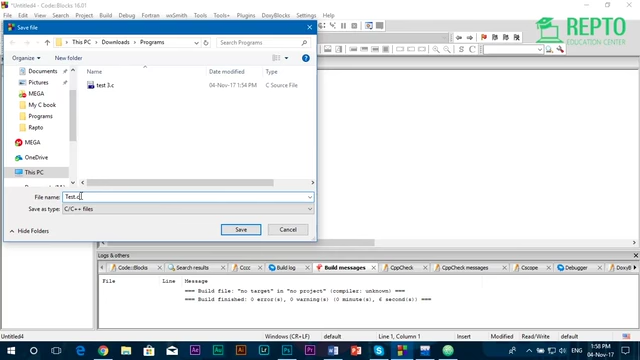 *Untitled4 - Code::Blocks 16.01
Edit View Search Project Build Debug Fortran wxSmith Tools Tools+ Plugins DoxyBlocks Settings Help
REPTO
EDUCATION CENTER
Save file
This PC > Downloads > Programs
Search Programs
Organize
New folder
Name
Date modified
Type
Documents
Pictures
MEGA
My C book
Programs
Rapto
MEGA
OneDrive
This PC
test 3.c
04-Nov-17 1:54 PM
C Source File
File name: Test.c
Save as type: C/C++ files
Hide Folders
Save
Cancel
Logs & others
Code::Blocks
Search results
Cccc
Build log
Build messages
CppCheck
CppCheck messages
Cscope
Debugger
DoxyB
File Line Message
=== Build file: "no target" in "no project" (compiler: unknown) ===
=== Build finished: 0 error(s), 0 warning(s) (0 minute(s), 6 second(s)) ===
Untitled4
Windows (CR+LF)
default
Line 1, Column 1
Insert
Modified
Read/Write
default
1:58 PM
04-Nov-17